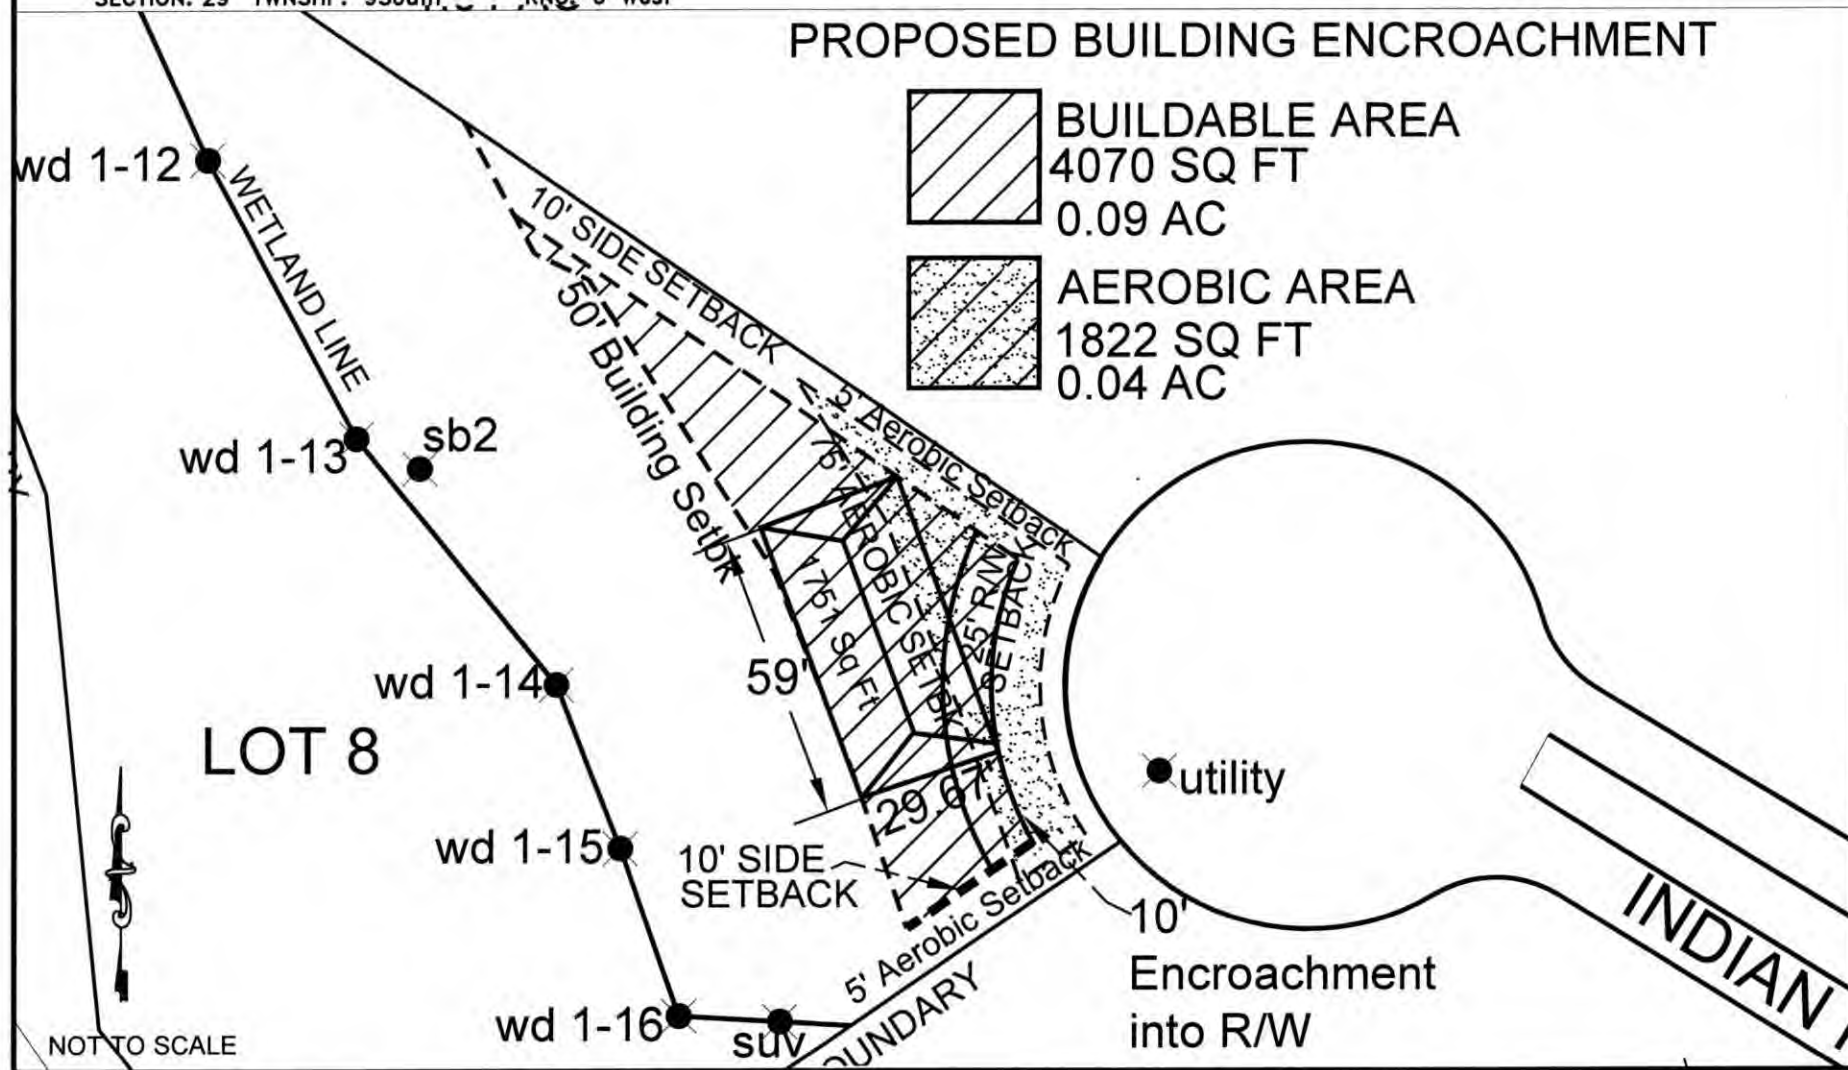 SECTION: 29
PROPOSED BUILDING ENCROACHMENT
BUILDABLE AREA
4070 SQ FT
0.09 AC
AEROBIC AREA
1822 SQ FT
0.04 AC
wd 1-12
WETLAND LINE
10' SIDE SETBACK
50' Building Setbk
5' Aerobic Setback
75' AEROBIC SETBK
wd 1-13
sb2
25' R/W
SETBACK
1751 Sq Ft
59'
wd 1-14
LOT 8
utility
29.67'
wd 1-15
10' SIDE
SETBACK
5' Aerobic Setback
10'
Encroachment
into R/W
INDIAN
wd 1-16
suv
NOT TO SCALE